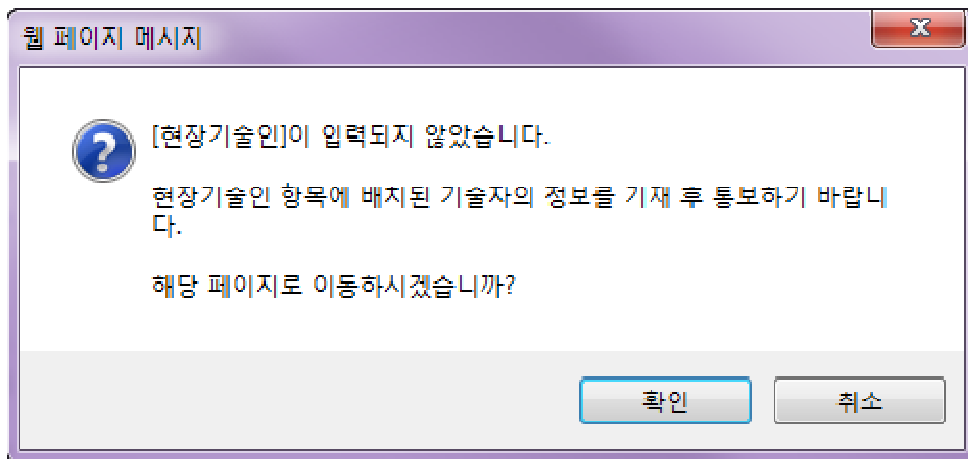 웹 페이지 메시지
[현장기술인]이 입력되지 않았습니다.
현장기술인 항목에 배치된 기술자의 정보를 기재 후 통보하기 바랍니
다.
해당 페이지로 이동하시겠습니까?
확인
취소